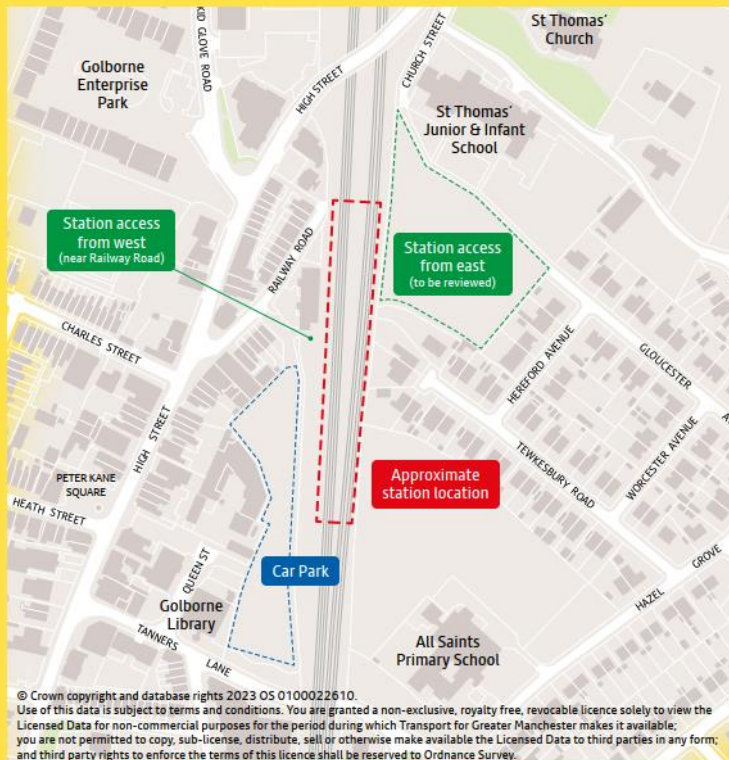 KID GLOVE ROAD
St Thomas'
Church
Golborne
Enterprise
Park
HIGH STREET
CHURCH STREET
St Thomas'
Junior & Infant
School
Station access
from west
(near Railway Road)
RAILWAY ROAD
Station access
from east
(to be reviewed)
CHARLES STREET
HEREFORD AVENUE
GLOUCESTER
HIGH STREET
TEWKESBURY ROAD
WORCESTER AVENUE
Approximate
station location
PETER KANE
SQUARE
HEATH STREET
Car Park
QUEEN ST
GROVE
HAZEL
Golborne
Library
TANNERS
LANE
All Saints
Primary School
© Crown copyright and database rights 2023 OS 0100022610.
Use of this data is subject to terms and conditions. You are granted a non-exclusive, royalty free, revocable licence solely to view the
Licensed Data for non-commercial purposes for the period during which Transport for Greater Manchester makes it available;
you are not permitted to copy, sub-license, distribute, sell or otherwise make available the Licensed Data to third parties in any form;
and third party rights to enforce the terms of this licence shall be reserved to Ordnance Survey.